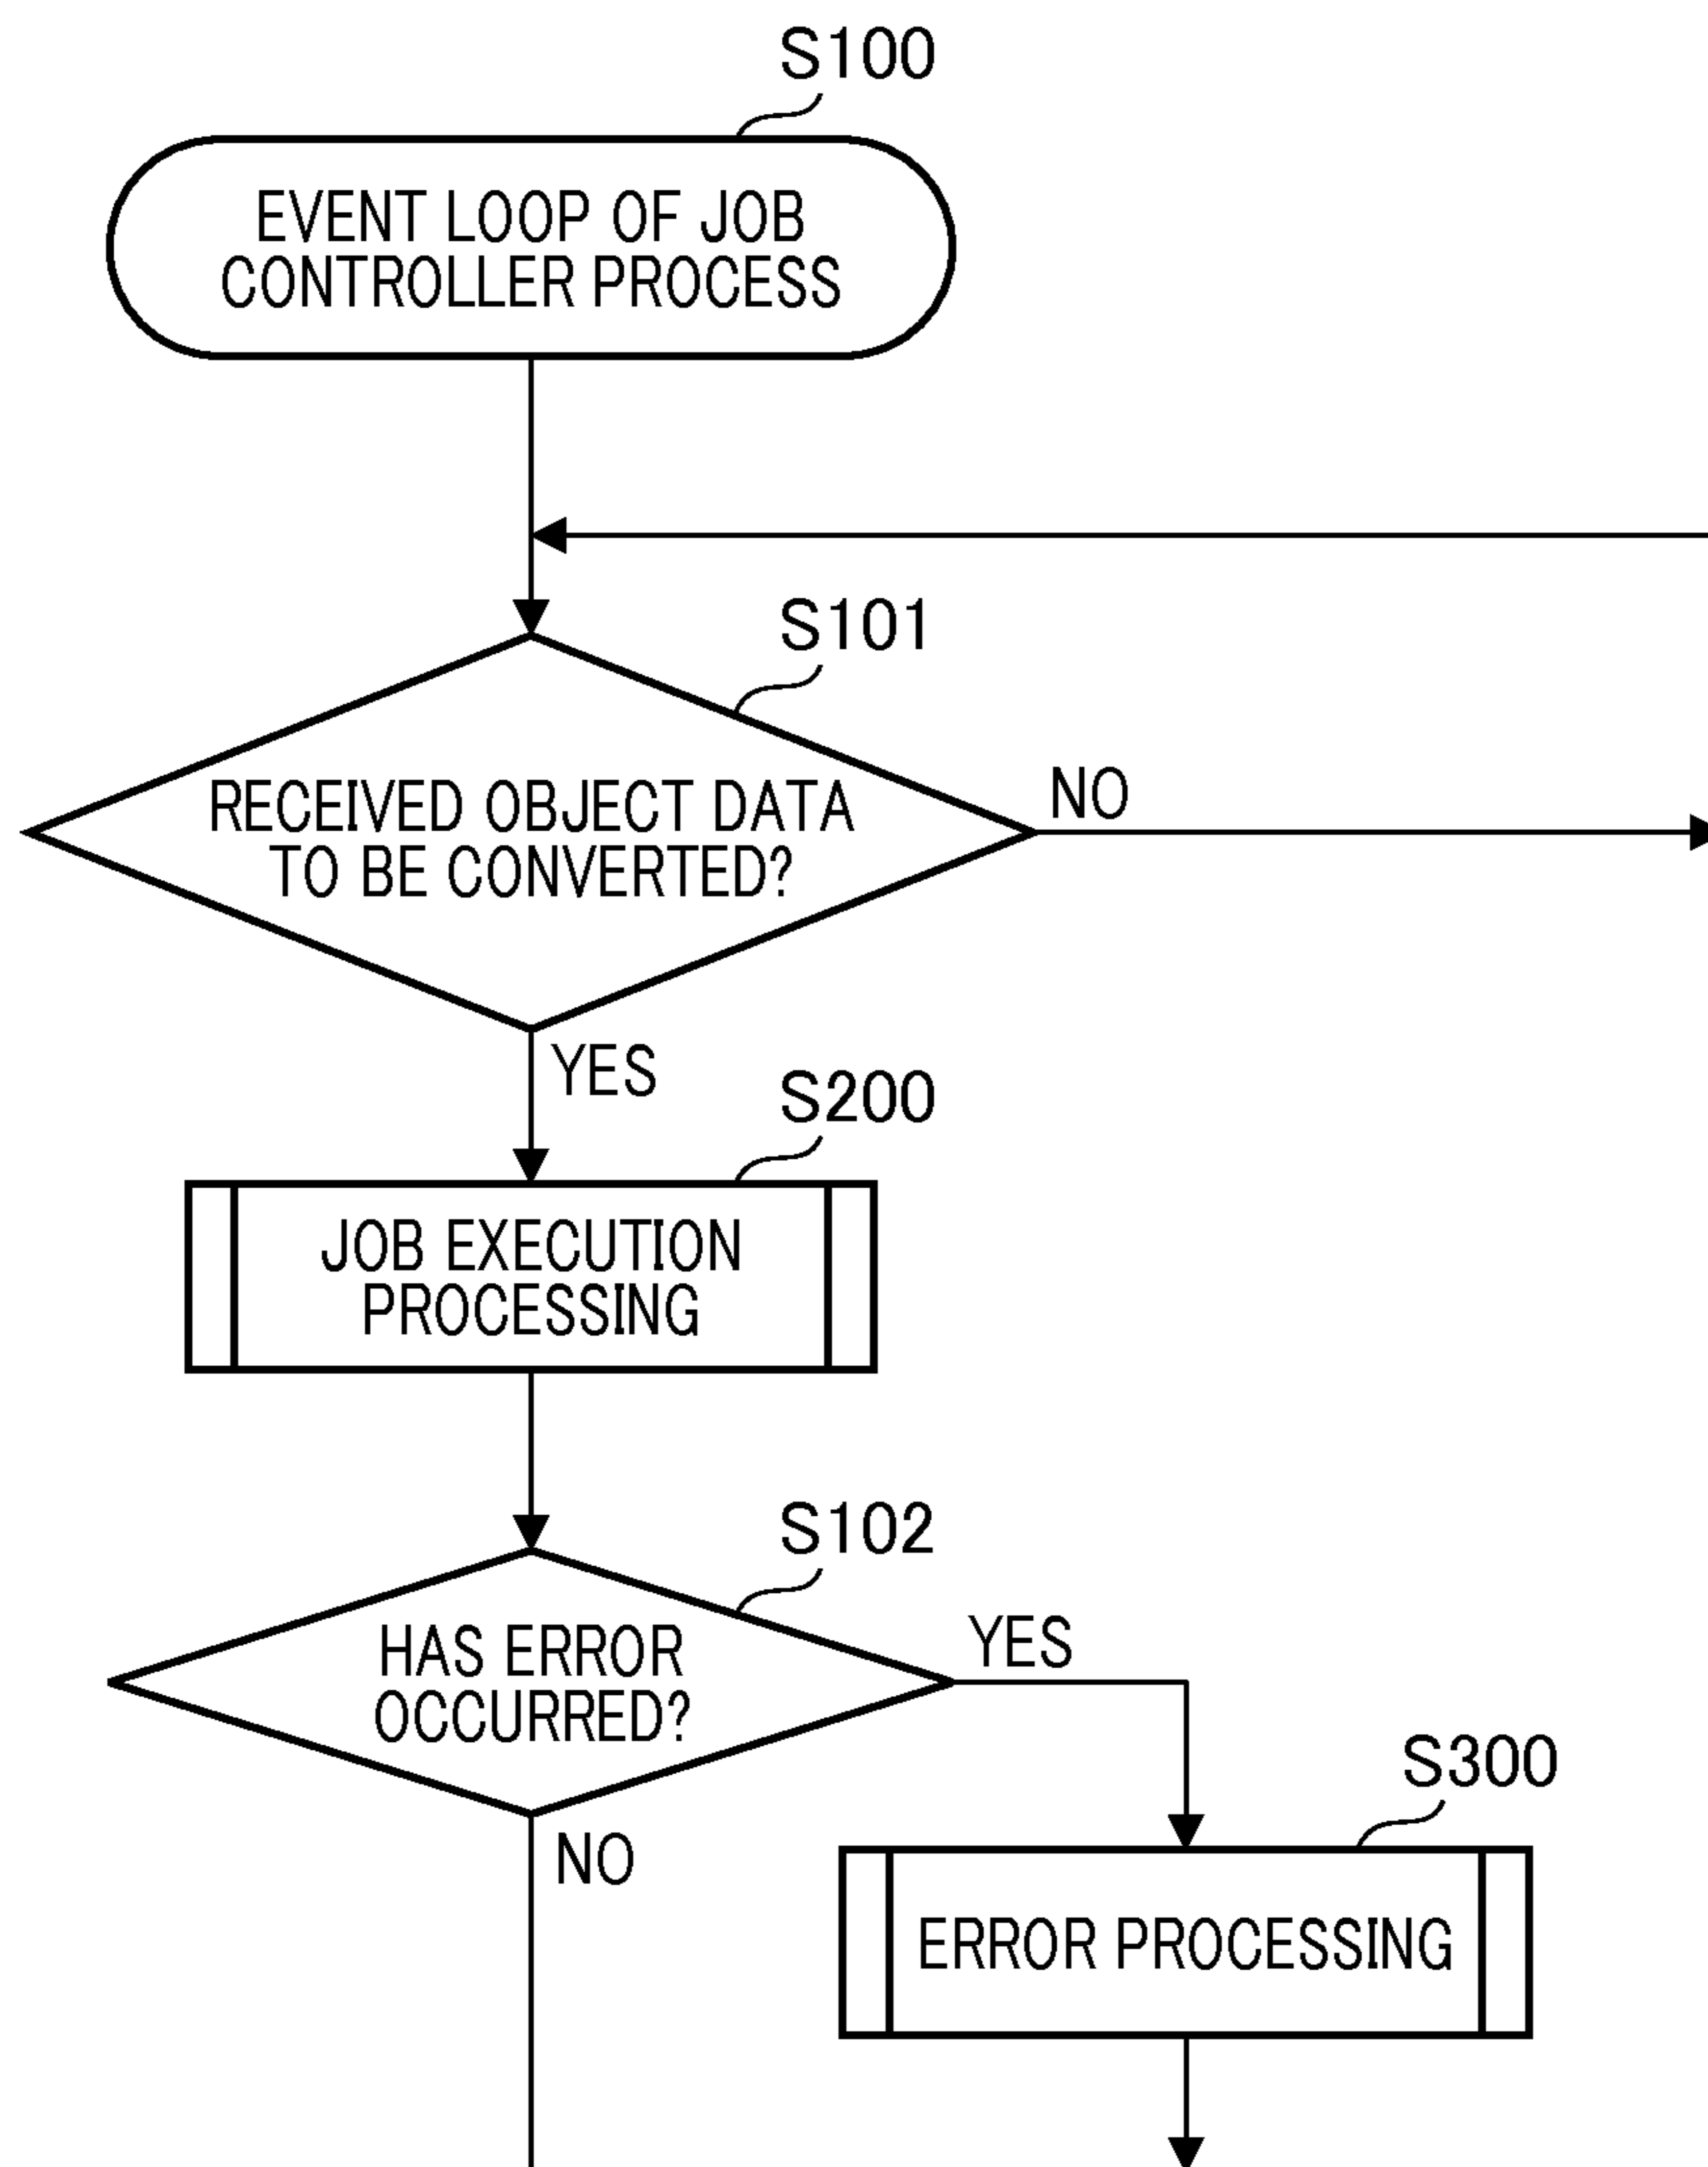 S100
EVENT LOOP OF JOB
CONTROLLER PROCESS
S101
RECEIVED OBJECT DATA
TO BE CONVERTED?
NO
YES
S200
JOB EXECUTION
PROCESSING
S102
HAS ERROR
OCCURRED?
YES
NO
S300
ERROR PROCESSING